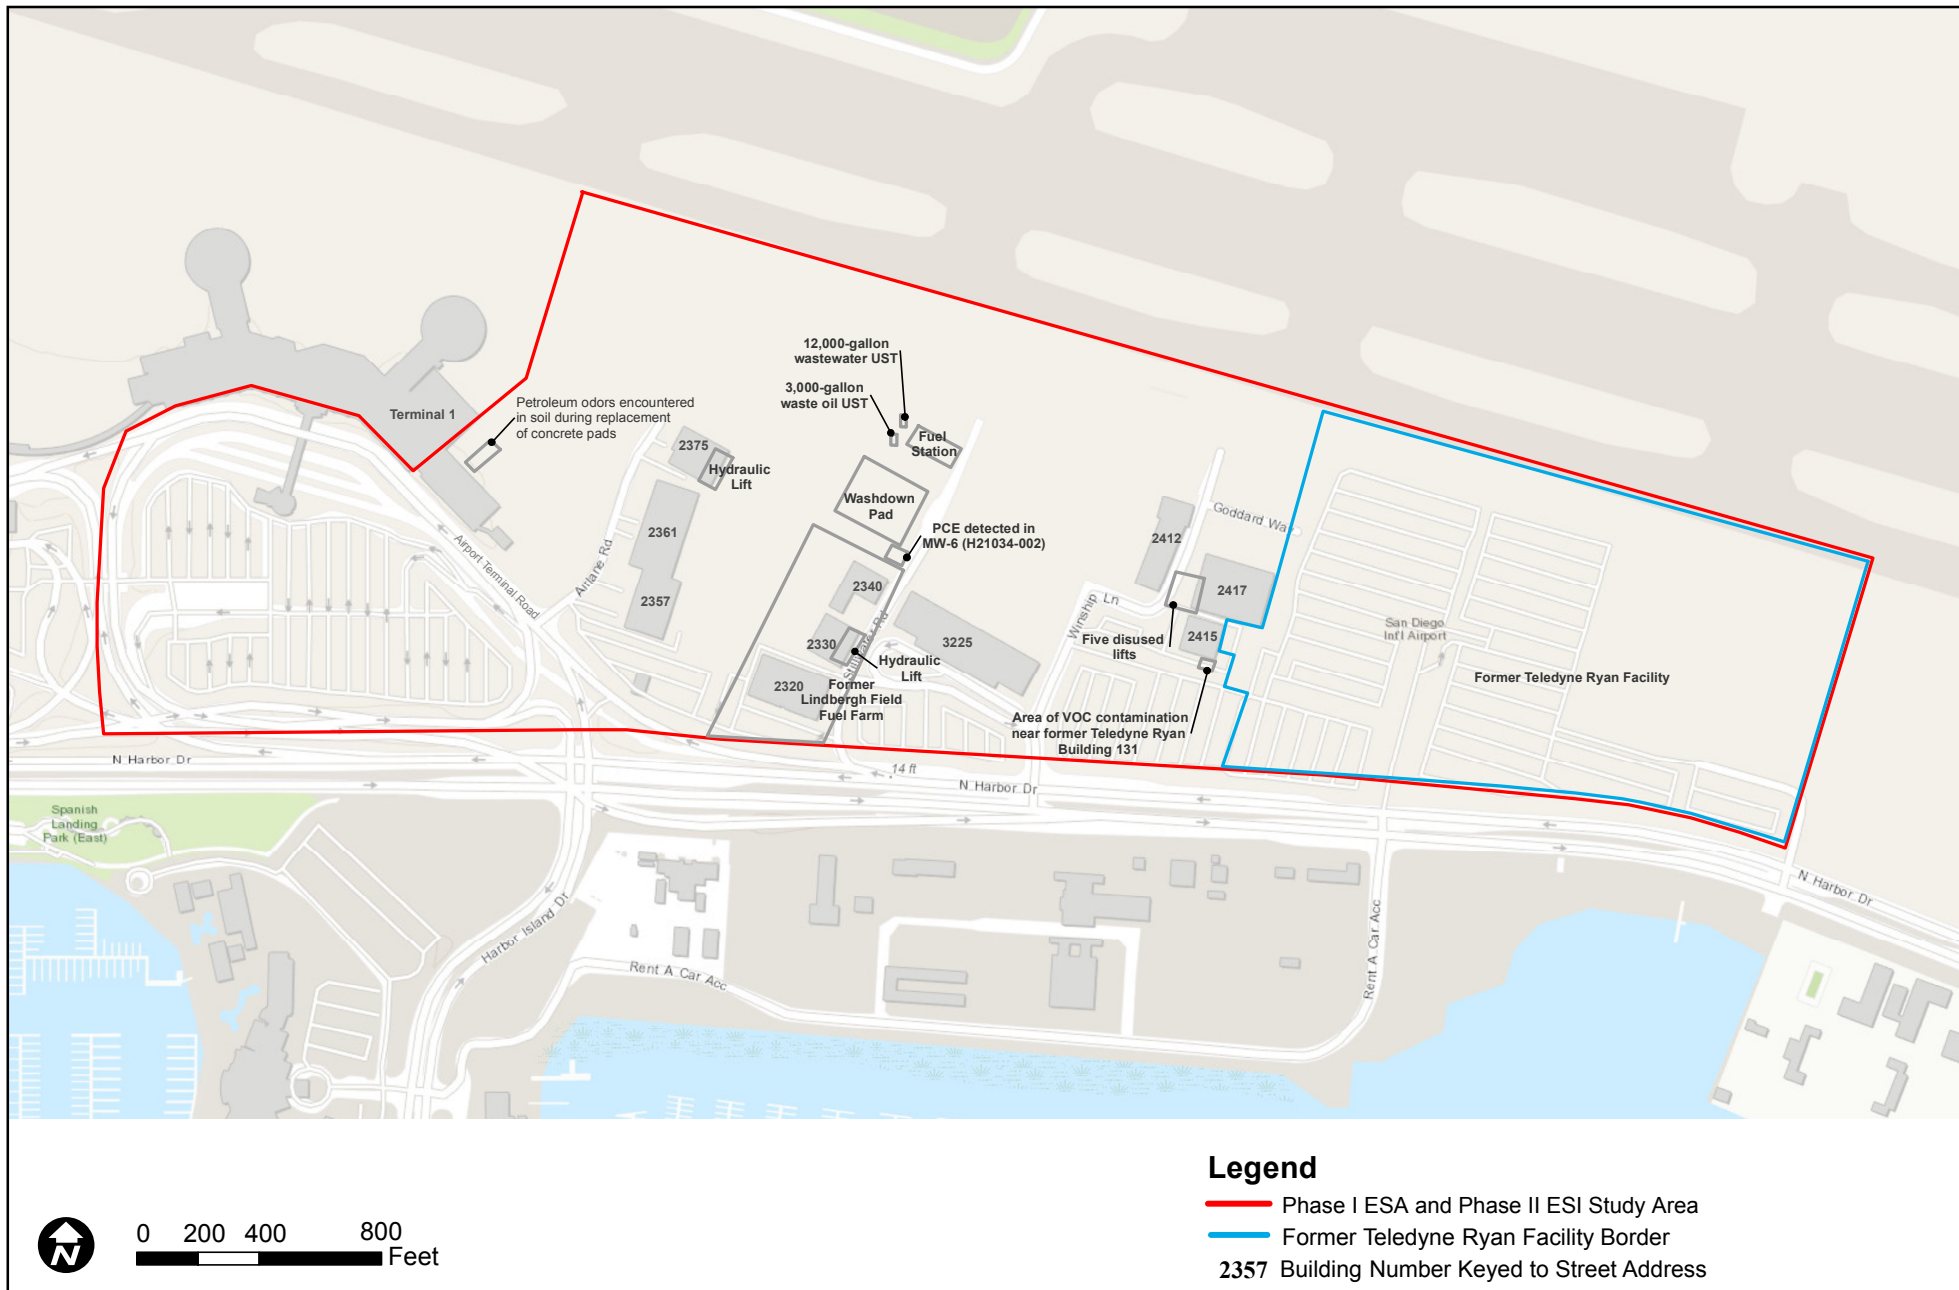 12,000-gallon
wastewater UST
3,000-gallon
waste oil UST
Petroleum odors encountered
in soil during replacement
of concrete pads
Terminal 1
2375
Hydraulic
Lift
Fuel
Station
Washdown
Pad
PCE detected in
MW-6 (H21034-002)
2361
2357
Airlane Rd
Airport Terminal Road
2340
2330
Stillwater Rd
Hydraulic
Lift
2320
Former
Lindbergh Field
Fuel Farm
3225
Winship Ln
2412
Goddard Way
2417
2415
Five disused
lifts
Area of VOC contamination
near former Teledyne Ryan
Building 131
San Diego
Int'l Airport
Former Teledyne Ryan Facility
N Harbor Dr
14 ft
N Harbor Dr
N Harbor Dr
Spanish
Landing
Park (East)
Harbor Island Dr
Rent A Car Acc
Rent A Car Acc
Legend
Phase I ESA and Phase II ESI Study Area
Former Teledyne Ryan Facility Border
2357 Building Number Keyed to Street Address
N
0 200 400 800
Feet